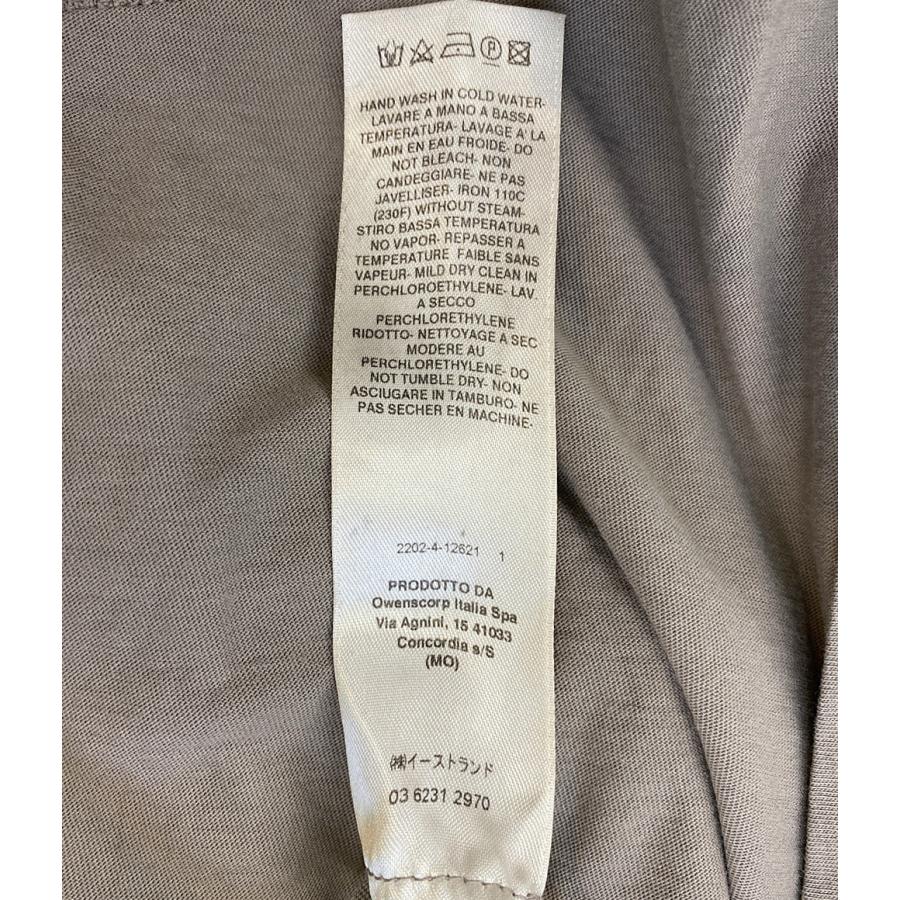 P
HAND WASH IN COLD WATER-
LAVARE A MANO A BASSA
TEMPERATURA- LAVAGE A' LA
MAIN EN EAU FROIDE- DO
NOT BLEACH- NON
CANDEGGIARE- NE PAS
JAVELLISER- IRON 110C
(230F) WITHOUT STEAM-
STIRO BASSA TEMPERATURA
NO VAPOR- REPASSER A
TEMPERATURE FAIBLE SANS
VAPEUR- MILD DRY CLEAN IN
PERCHLOROETHYLENE- LAV.
A SECCO
PERCHLORETHYLENE
RIDOTTO- NETTOYAGE A SEC
MODERE AU
PERCHLORETHYLENE- DO
NOT TUMBLE DRY- NON
ASCIUGARE IN TAMBURO- NE
PAS SECHER EN MACHINE-
2202-4-12621 1
PRODOTTO DA
Owenscorp Italia Spa
Via Agnini, 15 41033
Concordia s/S
(MO)
㈱イーストランド
03 6231 2970